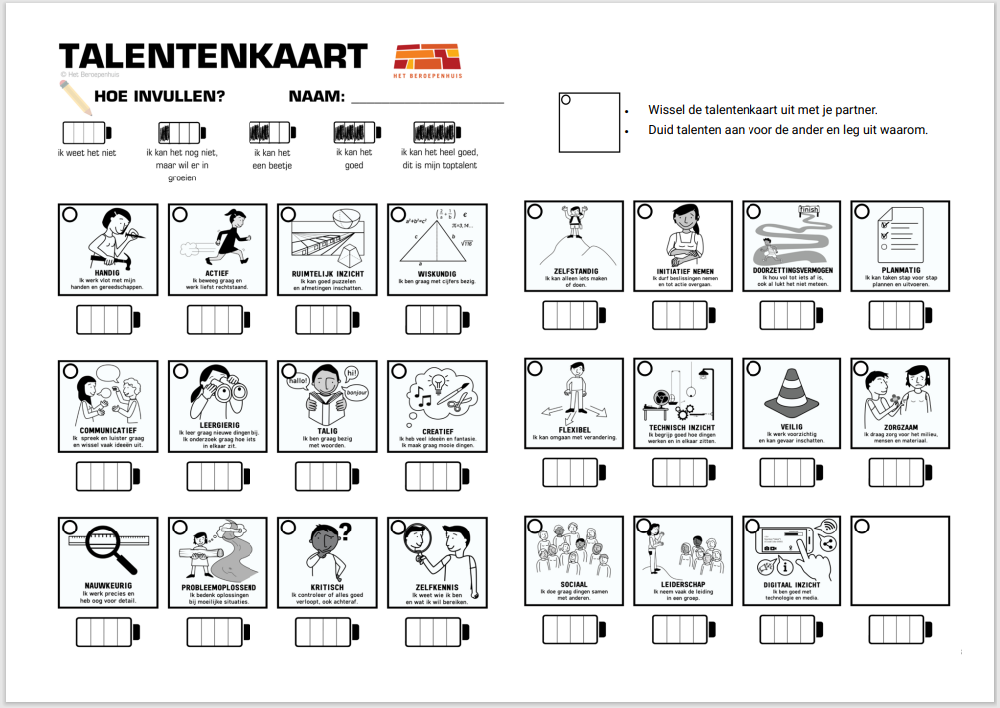 TALENTENKAART
© Het Beroepenhuis
HET BEROEPENHUIS
HOE INVULLEN?
NAAM: ____________________
ik weet het niet
ik kan het nog niet,
maar wil er in
groeien
ik kan het
een beetje
ik kan het
goed
ik kan het heel goed,
dit is mijn toptalent
• Wissel de talentenkaart uit met je partner.
• Duid talenten aan voor de ander en leg uit waarom.
HANDIG
Ik werk vlot met mijn
handen en gereedschappen.
ACTIEF
Ik beweeg graag en
werk liefst rechtstaand.
RUIMTELIJK INZICHT
Ik kan goed puzzelen
en afmetingen inschatten.
a²+b²=c²
c
b
a
WISKUNDIG
Ik ben graag met cijfers bezig.
ZELFSTANDIG
Ik kan alleen iets maken
of doen.
INITIATIEF NEMEN
Ik durf beslissingen nemen
en tot actie overgaan.
finish
DOORZETTINGSVERMOGEN
Ik hou vol tot iets af is,
ook al lukt het niet meteen.
PLANMATIG
Ik kan taken stap voor stap
plannen en uitvoeren.
COMMUNICATIEF
Ik spreek en luister graag
en wissel vaak ideeën uit.
LEERGIERIG
Ik leer graag nieuwe dingen bij.
Ik onderzoek graag hoe iets
in elkaar zit.
hallo!
hi!
bonjour
TALIG
Ik ben graag bezig
met woorden.
CREATIEF
Ik heb veel ideeën en fantasie.
Ik maak graag mooie dingen.
FLEXIBEL
Ik kan omgaan met verandering.
TECHNISCH INZICHT
Ik begrijp goed hoe dingen
werken en in elkaar zitten.
VEILIG
Ik werk voorzichtig
en kan gevaar inschatten.
ZORGZAAM
Ik draag zorg voor het milieu,
mensen en materiaal.
NAUWKEURIG
Ik werk precies en
heb oog voor detail.
PROBLEEMOPLOSSEND
Ik bedenk oplossingen
bij moeilijke situaties.
?
KRITISCH
Ik controleer of alles goed
verloopt, ook achteraf.
ZELFKENNIS
Ik weet wie ik ben
en wat ik wil bereiken.
SOCIAAL
Ik doe graag dingen samen
met anderen.
LEIDERSCHAP
Ik neem vaak de leiding
in een groep.
DIGITAAL INZICHT
Ik ben goed met
technologie en media.